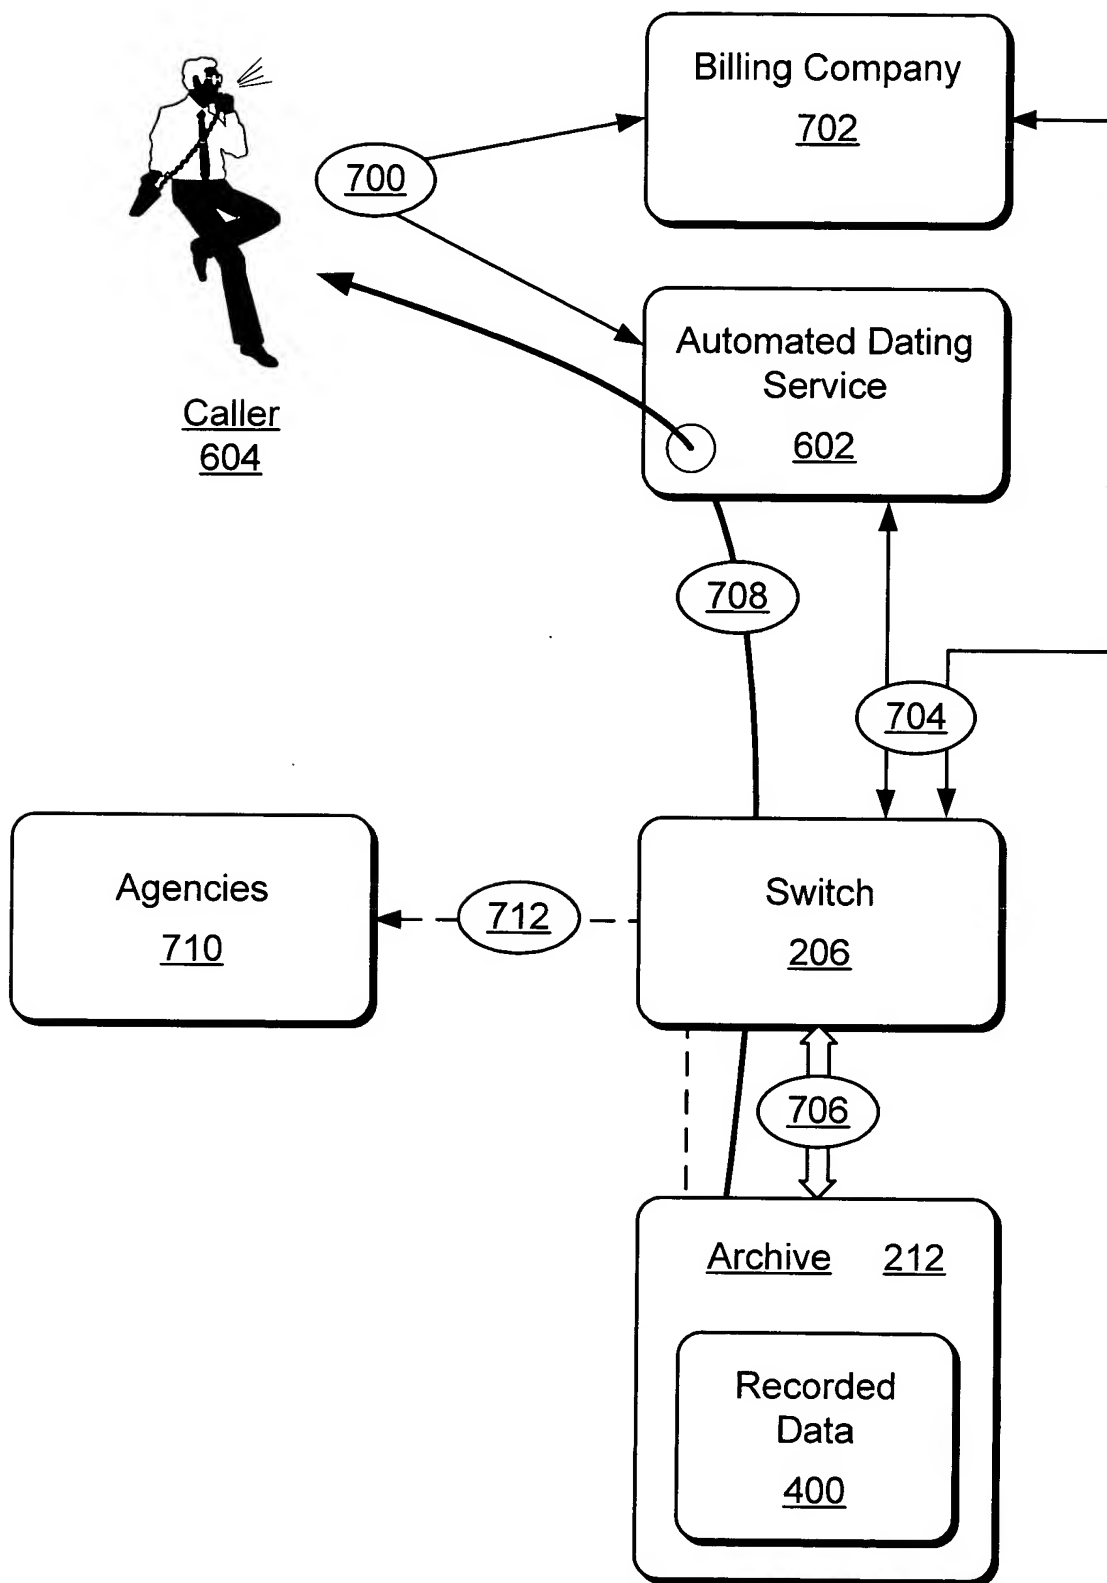 Billing Company
702
700
Automated Dating
Service
602
Caller
604
708
704
Agencies
710
712
Switch
206
706
Archive 212
Recorded
Data
400